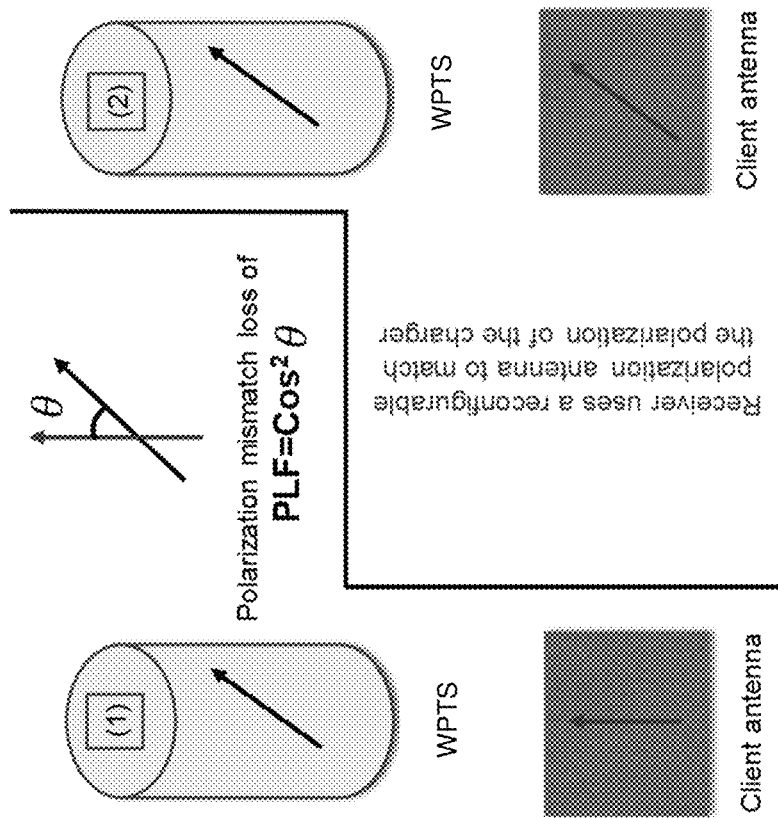 (1)
WPTS
Client antenna
θ
Polarization mismatch loss of
PLF=Cos² θ
Receiver uses a reconfigurable
polarization antenna to match
the polarization of the charger
(2)
WPTS
Client antenna